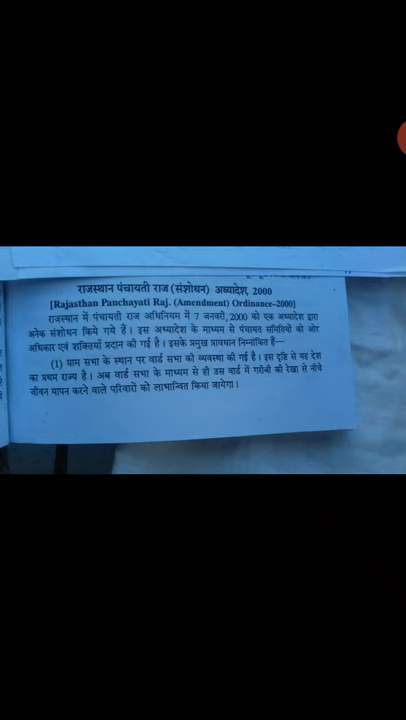 राजस्थान पंचायती राज (संशोधन) अध्यादेश, 2000
[Rajasthan Panchayati Raj. (Amendment) Ordinance–2000]
राजस्थान में पंचायती राज अधिनियम में 7 जनवरी, 2000 को एक अध्यादेश द्वारा
अनेक संशोधन किये गये हैं। इस अध्यादेश के माध्यम से पंचायत समितियों को ओर
अधिकार एवं शक्तियाँ प्रदान की गई है। इसके प्रमुख प्रावधान निम्नांकित हैं—
(1) ग्राम सभा के स्थान पर वार्ड सभा की व्यवस्था की गई है। इस दृष्टि से यह देश
का प्रथम राज्य है। अब वार्ड सभा के माध्यम से ही उस वार्ड में गरीबी की रेखा से नीचे
जीवन यापन करने वाले परिवारों को लाभान्वित किया जायेगा।